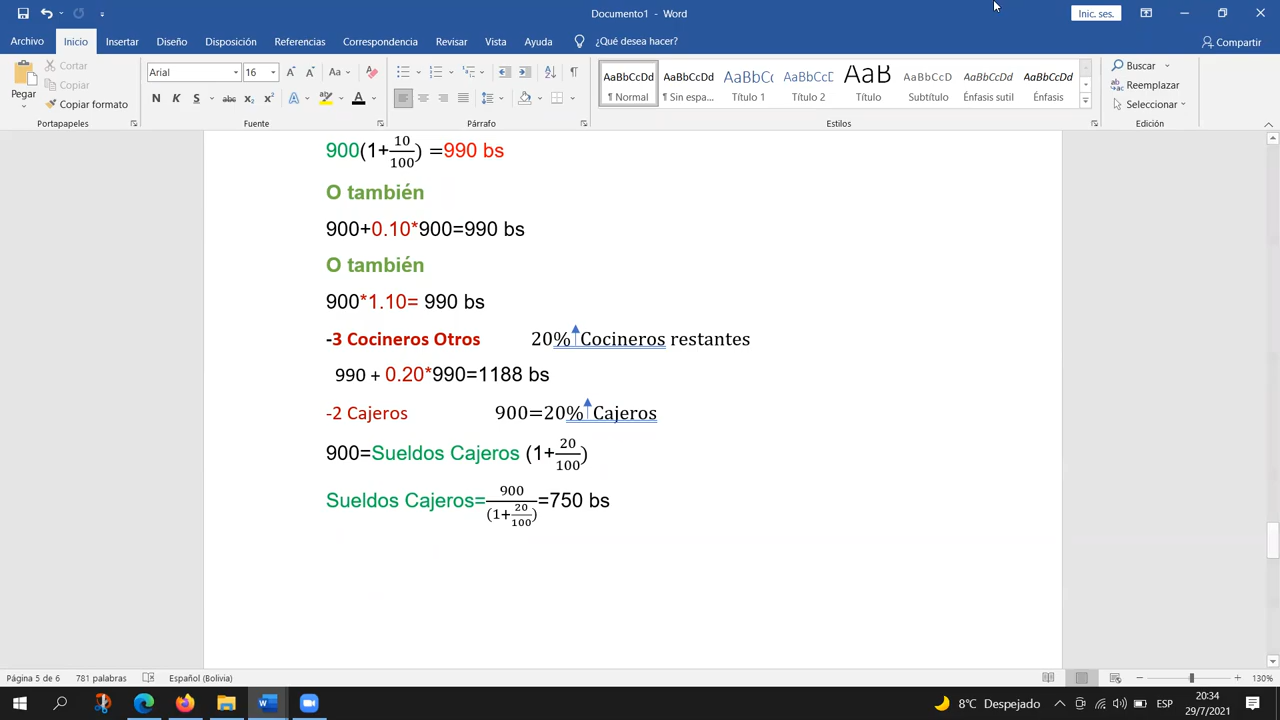 Documento1 - Word
Inic. ses.
Archivo Inicio Insertar Diseño Disposición Referencias Correspondencia Revisar Vista Ayuda ¿Qué desea hacer? Compartir
Pegar
Cortar
Copiar
Copiar formato
Portapapeles
Arial 16
Aa
N K S abc x₂ x² A A
Fuente
Párrafo
AaBbCcDd AaBbCcDd AaBbCc AaBbCcE AaB AaBbCcD AaBbCcDd AaBbCcDd
¶ Normal ¶ Sin espa... Título 1 Título 2 Título Subtítulo Énfasis sutil Énfasis
Estilos
Buscar
Reemplazar
Seleccionar
Edición
900(1+10/100) =990 bs
O también
900+0.10*900=990 bs
O también
900*1.10= 990 bs
-3 Cocineros Otros 20%↑Cocineros restantes
990 + 0.20*990=1188 bs
-2 Cajeros 900=20%↑Cajeros
900=Sueldos Cajeros (1+20/100)
Sueldos Cajeros=900/(1+20/100)=750 bs
Página 5 de 6 781 palabras Español (Bolivia) 130%
8°C Despejado ESP
20:34
29/7/2021